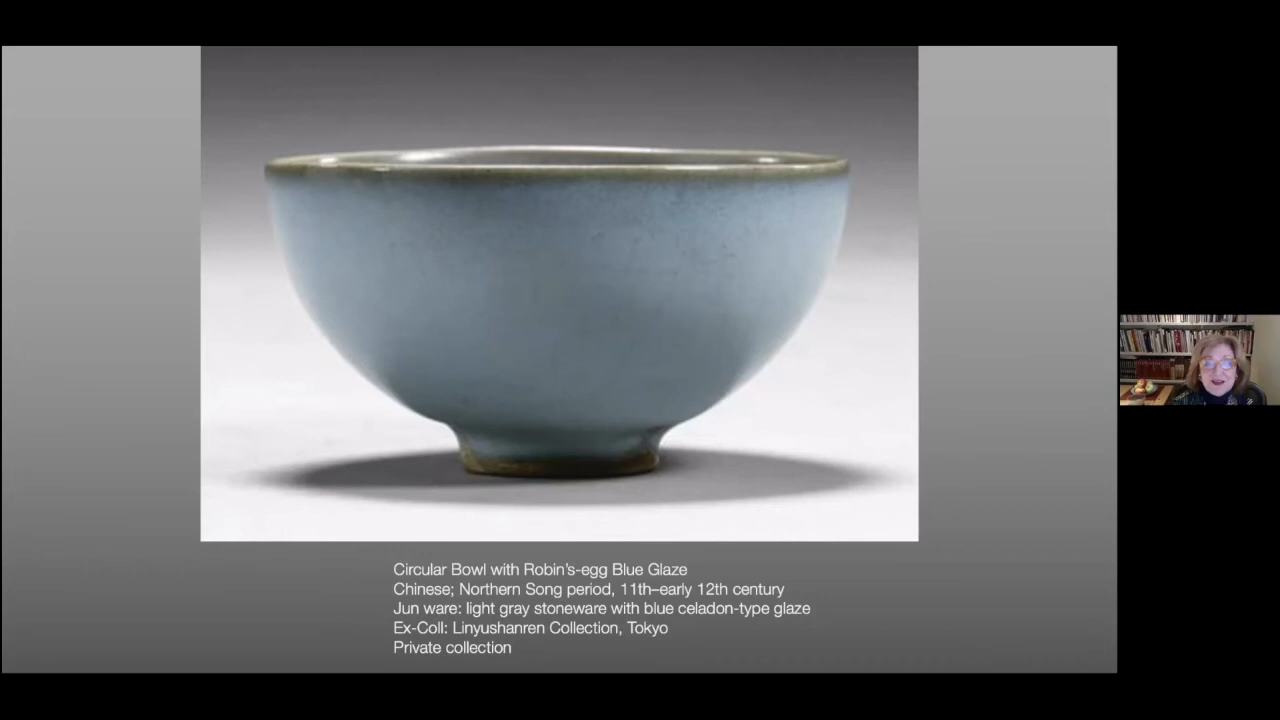 Circular Bowl with Robin's-egg Blue Glaze
Chinese; Northern Song period, 11th–early 12th century
Jun ware: light gray stoneware with blue celadon-type glaze
Ex-Coll: Linyushanren Collection, Tokyo
Private collection